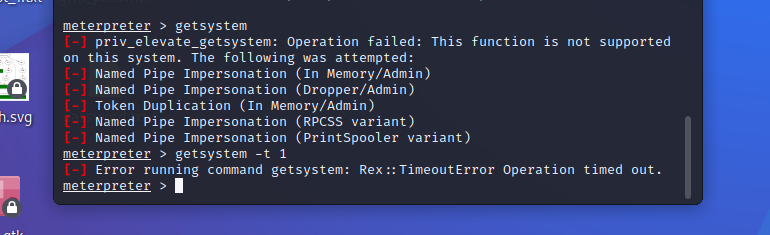 meterpreter > getsystem
[-] priv_elevate_getsystem: Operation failed: This function is not supported
on this system. The following was attempted:
[-] Named Pipe Impersonation (In Memory/Admin)
[-] Named Pipe Impersonation (Dropper/Admin)
[-] Token Duplication (In Memory/Admin)
[-] Named Pipe Impersonation (RPCSS variant)
[-] Named Pipe Impersonation (PrintSpooler variant)
meterpreter > getsystem -t 1
[-] Error running command getsystem: Rex::TimeoutError Operation timed out.
meterpreter >
h.svg